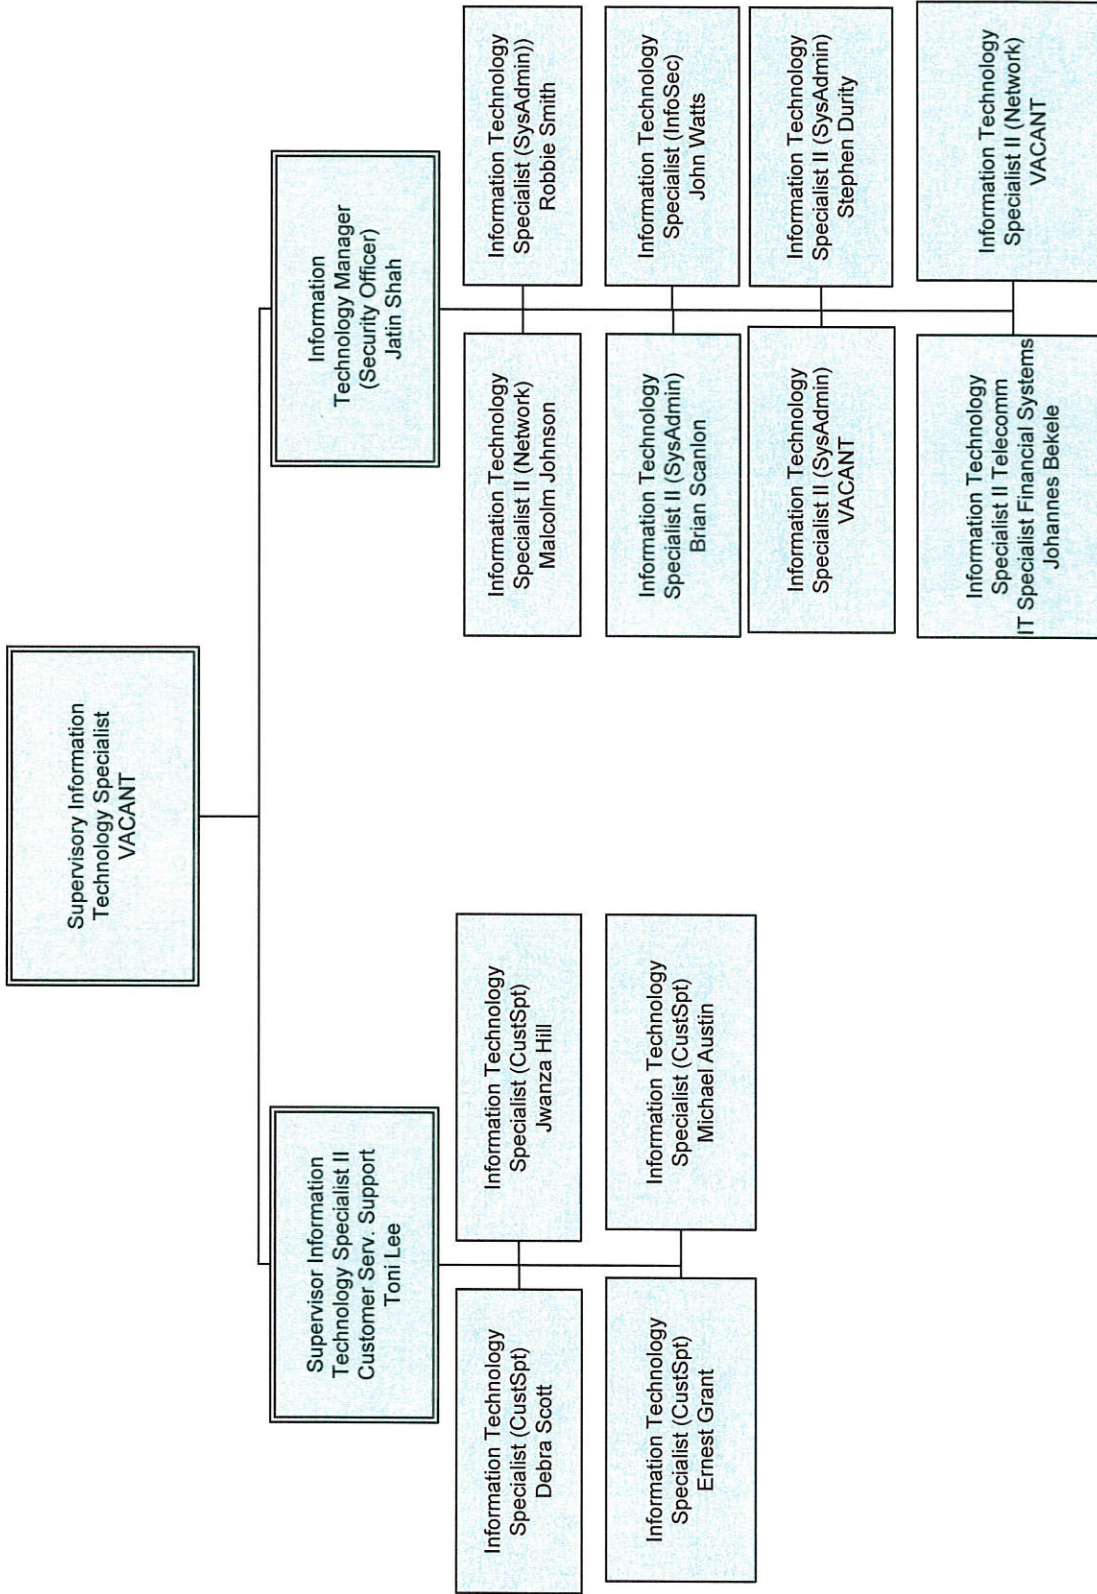 Supervisory Information
Technology Specialist
VACANT
Supervisor Information
Technology Specialist II
Customer Serv. Support
Toni Lee
Information
Technology Manager
(Security Officer)
Jatin Shah
Information Technology
Specialist (CustSpt)
Debra Scott
Information Technology
Specialist (CustSpt)
Jwanza Hill
Information Technology
Specialist (CustSpt)
Ernest Grant
Information Technology
Specialist (CustSpt)
Michael Austin
Information Technology
Specialist II (Network)
Malcolm Johnson
Information Technology
Specialist (SysAdmin))
Robbie Smith
Information Technology
Specialist II (SysAdmin)
Brian Scanlon
Information Technology
Specialist (InfoSec)
John Watts
Information Technology
Specialist II (SysAdmin)
VACANT
Information Technology
Specialist II (SysAdmin)
Stephen Durity
Information Technology
Specialist II Telecomm
IT Specialist Financial Systems
Johannes Bekele
Information Technology
Specialist II (Network)
VACANT